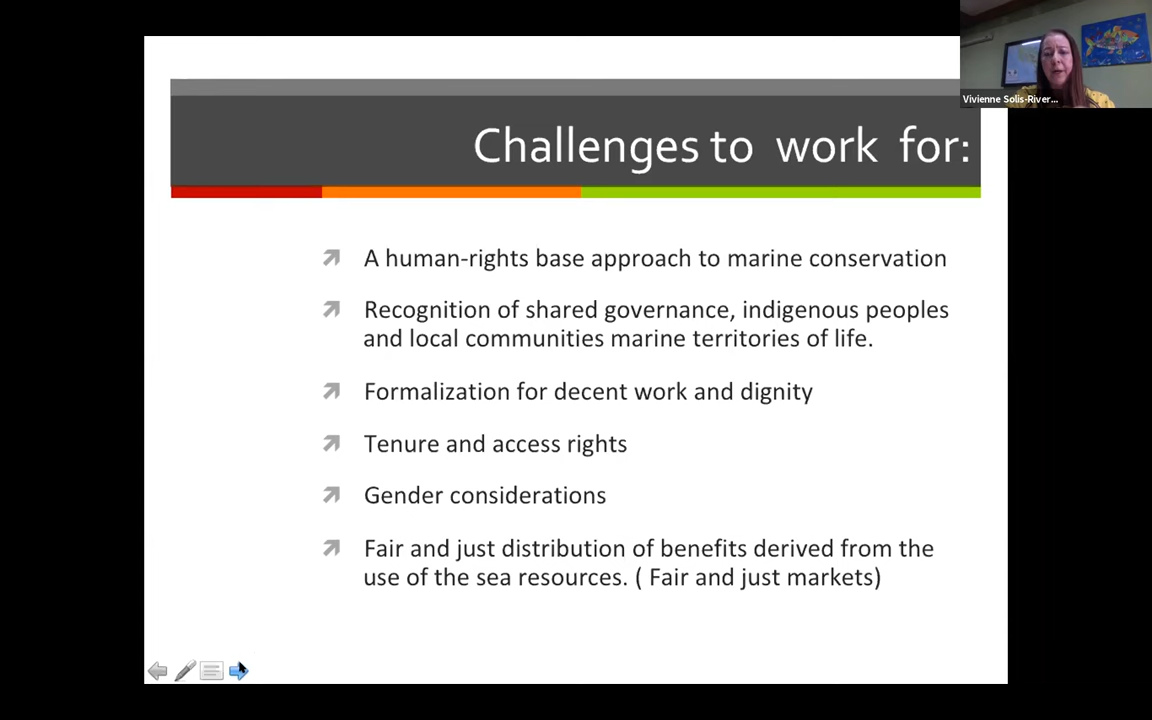 Challenges to work for:
Vivienne Solis-River...
A human-rights base approach to marine conservation
Recognition of shared governance, indigenous peoples
and local communities marine territories of life.
Formalization for decent work and dignity
Tenure and access rights
Gender considerations
Fair and just distribution of benefits derived from the
use of the sea resources. ( Fair and just markets)